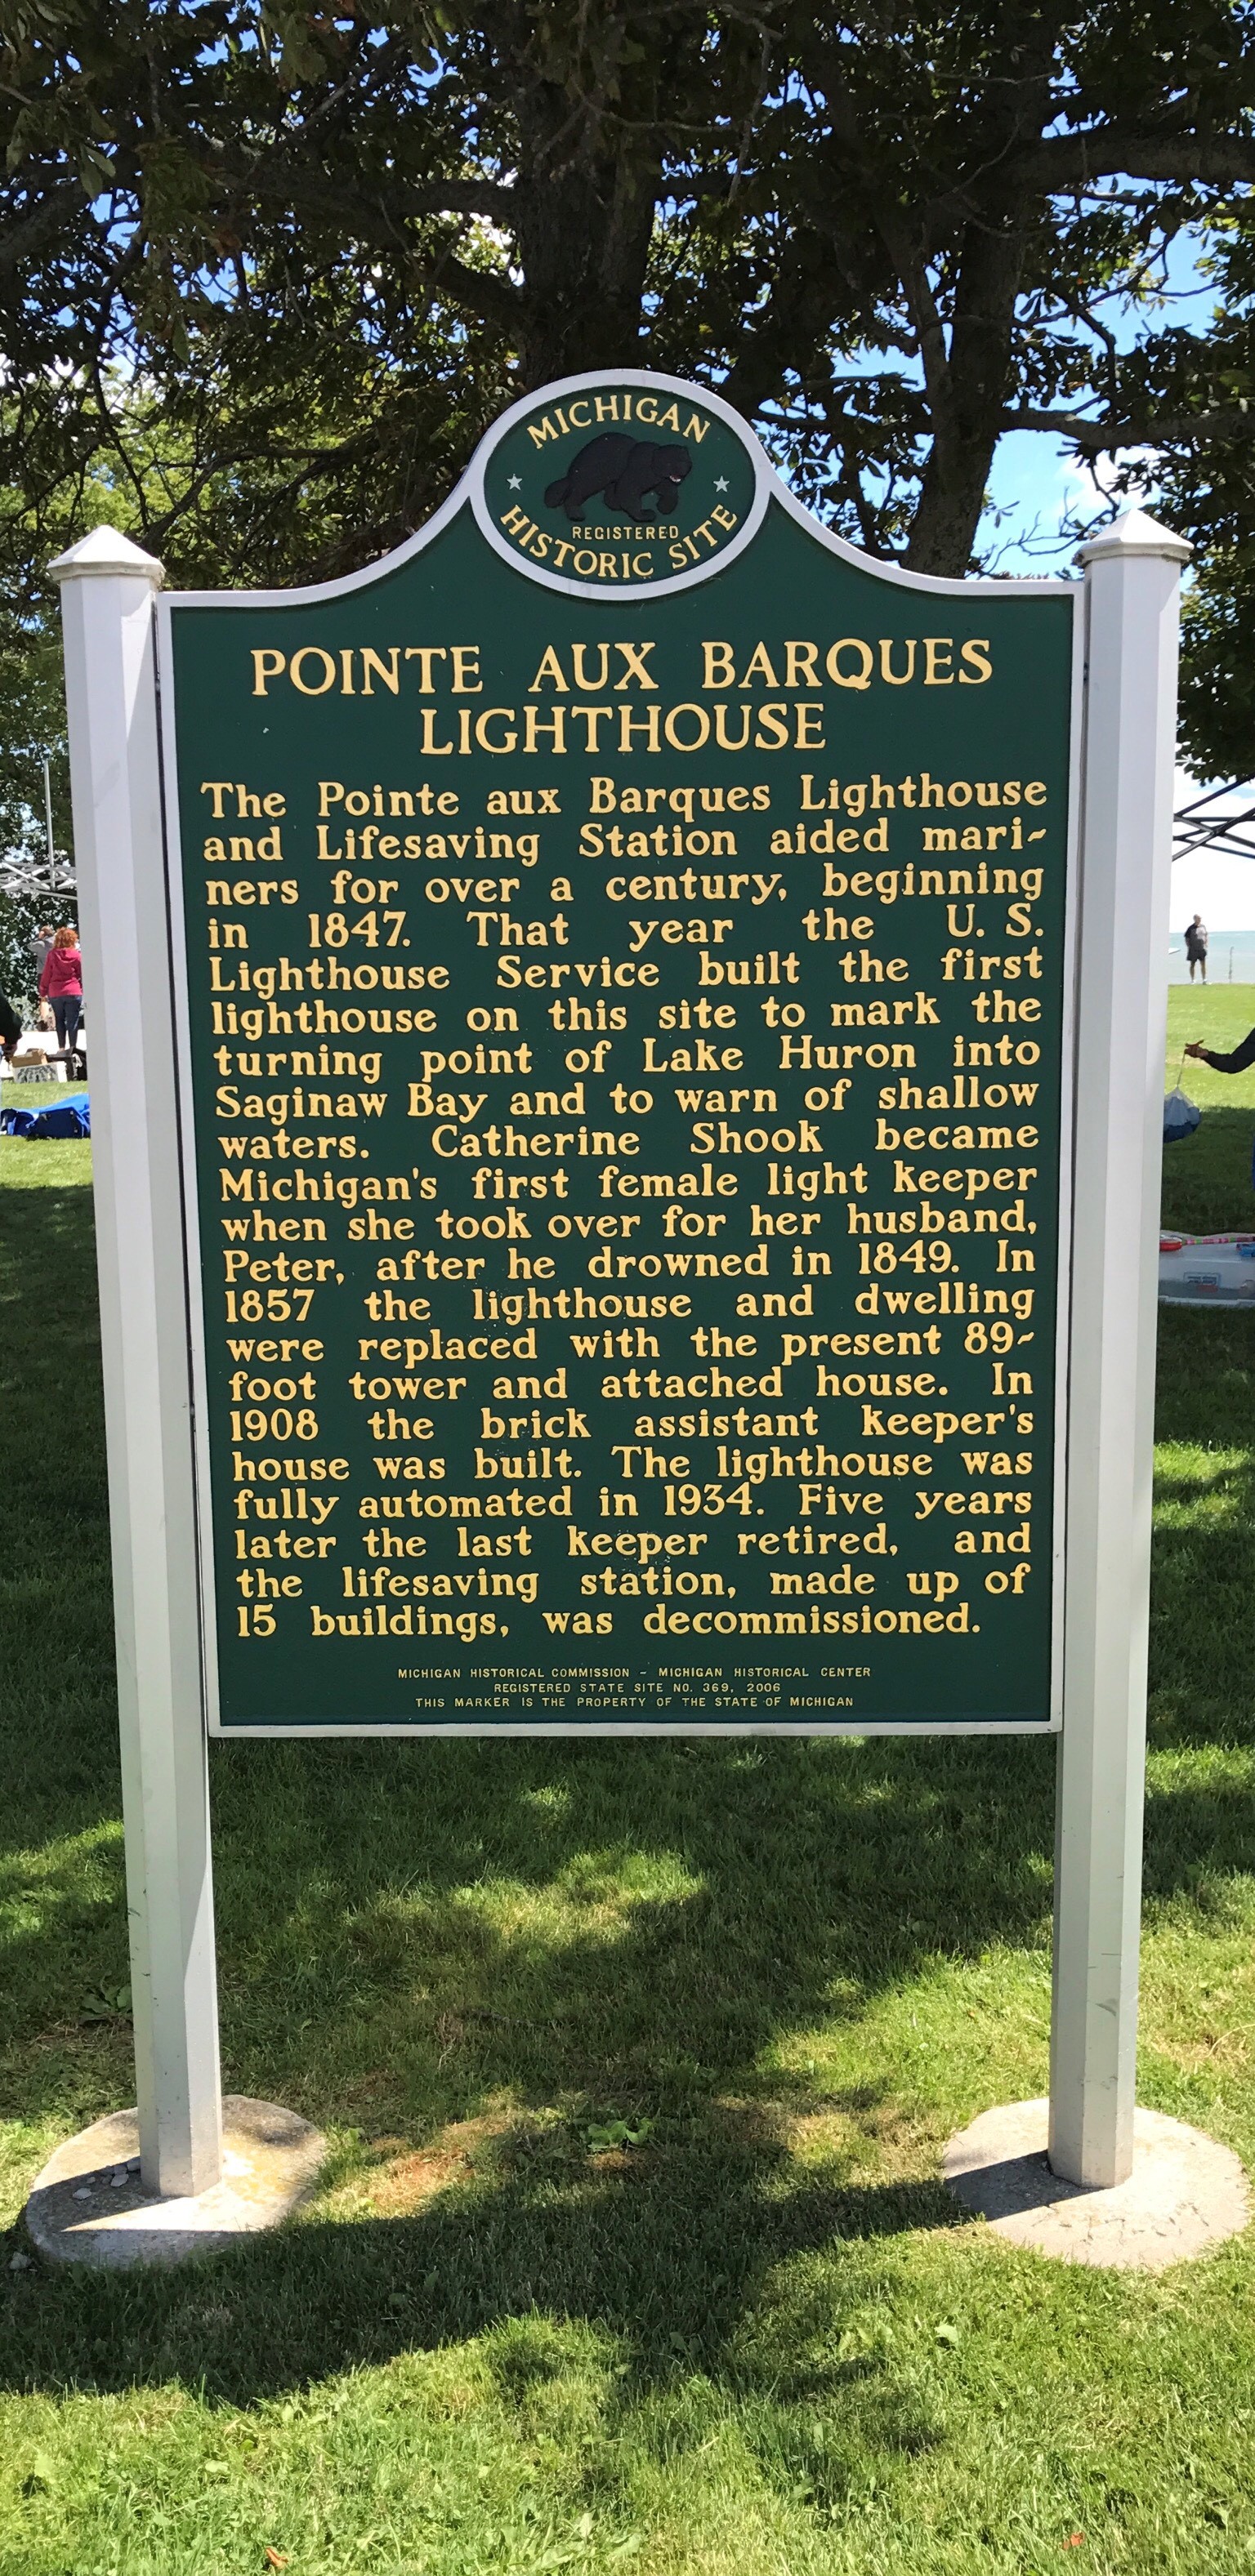 MICHIGAN
REGISTERED
HISTORIC SITE
POINTE AUX BARQUES
LIGHTHOUSE
The Pointe aux Barques Lighthouse
and Lifesaving Station aided mari-
ners for over a century, beginning
in 1847. That year the U. S.
Lighthouse Service built the first
lighthouse on this site to mark the
turning point of Lake Huron into
Saginaw Bay and to warn of shallow
waters. Catherine Shook became
Michigan's first female light keeper
when she took over for her husband,
Peter, after he drowned in 1849. In
1857 the lighthouse and dwelling
were replaced with the present 89-
foot tower and attached house. In
1908 the brick assistant keeper's
house was built. The lighthouse was
fully automated in 1934. Five years
later the last keeper retired, and
the lifesaving station, made up of
15 buildings, was decommissioned.
MICHIGAN HISTORICAL COMMISSION - MICHIGAN HISTORICAL CENTER
REGISTERED STATE SITE NO. 369, 2006
THIS MARKER IS THE PROPERTY OF THE STATE OF MICHIGAN